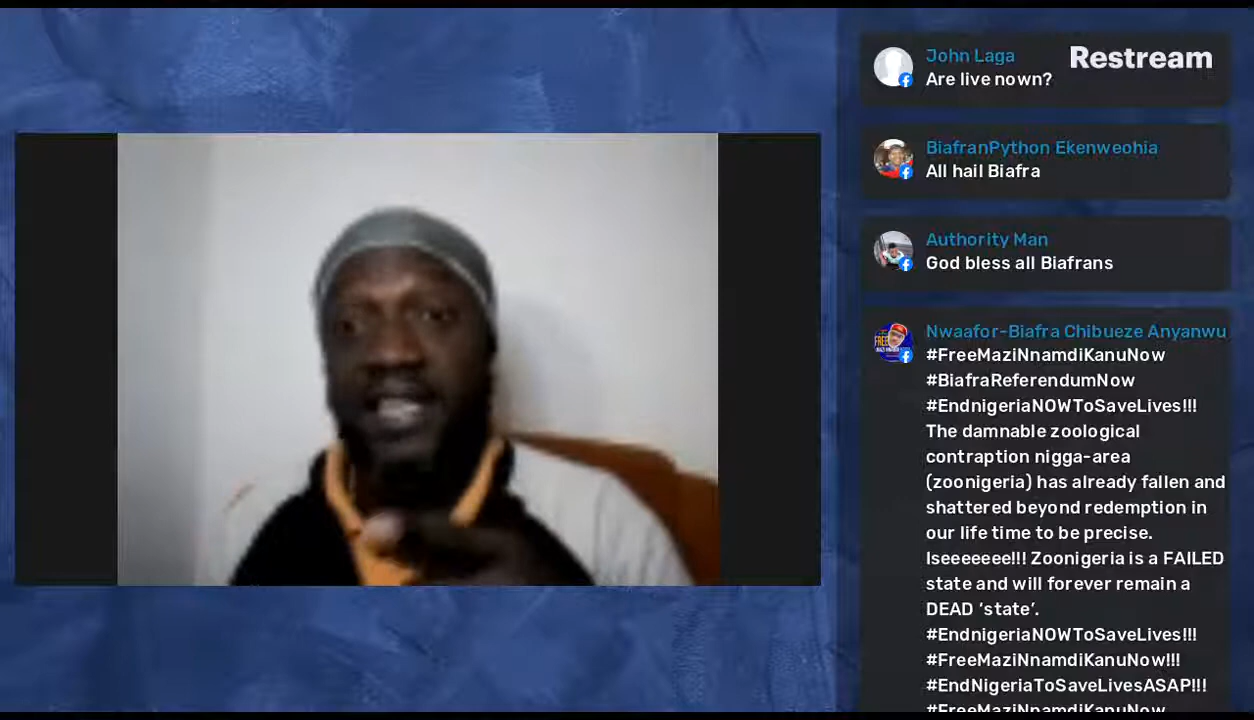 John Laga
Restream
Are live nown?
BiafranPython Ekenweohia
All hail Biafra
Authority Man
God bless all Biafrans
Nwaafor-Biafra Chibueze Anyanwu
#FreeMaziNnamdiKanuNow
#BiafraReferendumNow
#EndnigeriaNOWToSaveLives!!!
The damnable zoological
contraption nigga-area
(zoonigeria) has already fallen and
shattered beyond redemption in
our life time to be precise.
Iseeeeeee!!! Zoonigeria is a FAILED
state and will forever remain a
DEAD ‘state’.
#EndnigeriaNOWToSaveLives!!!
#FreeMaziNnamdiKanuNow!!!
#EndNigeriaToSaveLivesASAP!!!
#FreeMaziNnamdiKanuNow